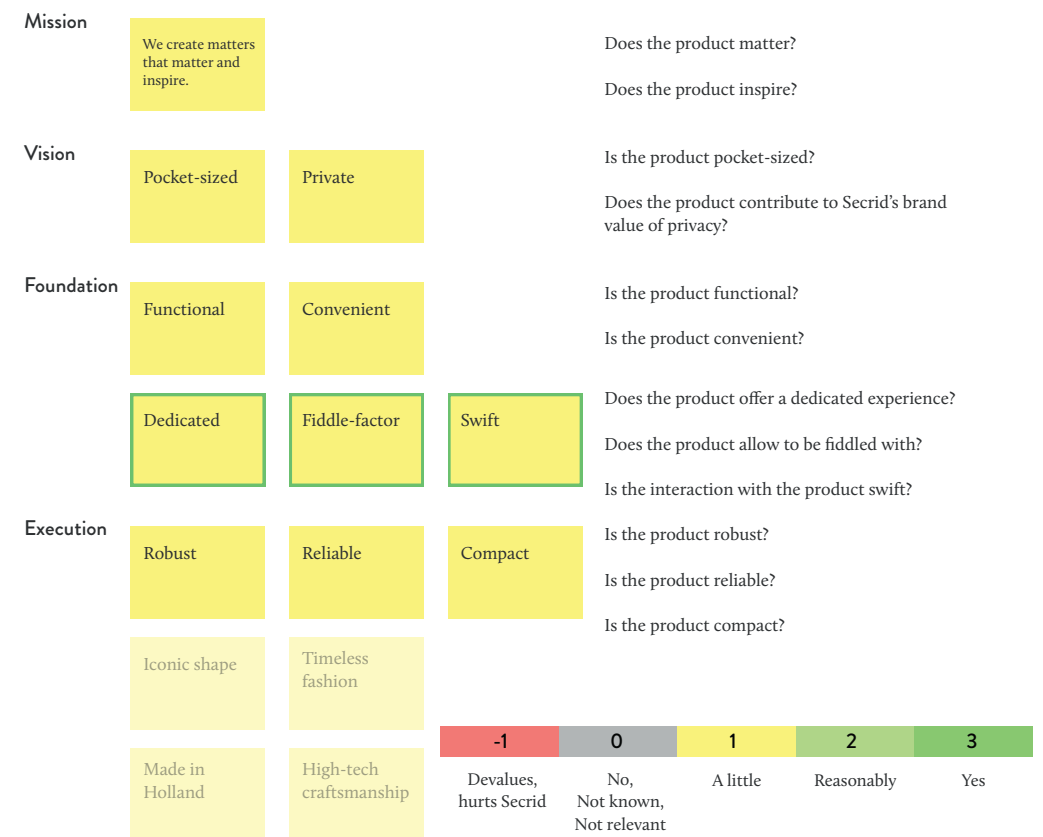 Mission
We create matters
that matter and
inspire.
Does the product matter?
Does the product inspire?
Vision
Pocket-sized
Private
Is the product pocket-sized?
Does the product contribute to Secrid’s brand
value of privacy?
Foundation
Functional
Convenient
Is the product functional?
Is the product convenient?
Dedicated
Fiddle-factor
Swift
Does the product offer a dedicated experience?
Does the product allow to be fiddled with?
Is the interaction with the product swift?
Execution
Robust
Reliable
Compact
Is the product robust?
Is the product reliable?
Is the product compact?
Iconic shape
Timeless
fashion
Made in
Holland
High-tech
craftsmanship
-1
0
1
2
3
Devalues,
hurts Secrid
No,
Not known,
Not relevant
A little
Reasonably
Yes